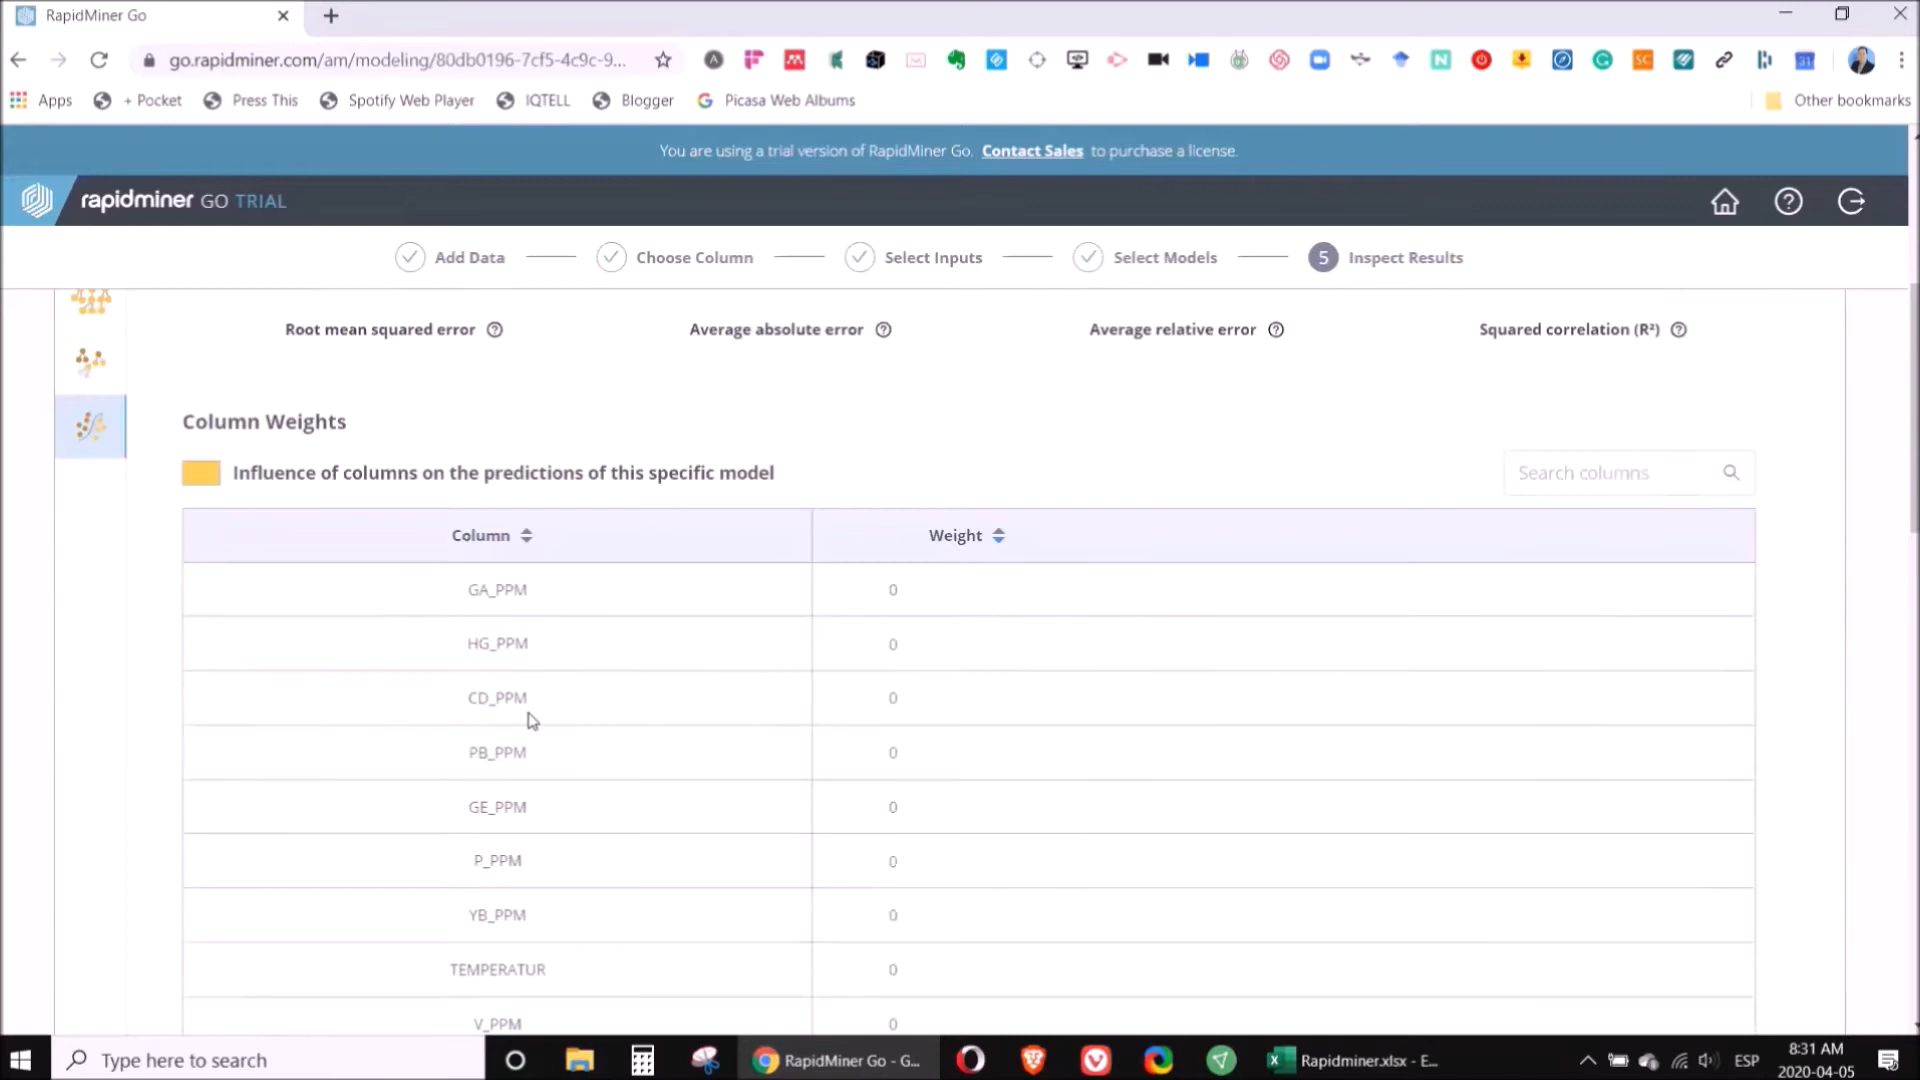 RapidMiner Go
go.rapidminer.com/am/modeling/80db0196-7cf5-4c9c-9...
Apps + Pocket Press This Spotify Web Player IQTELL Blogger Picasa Web Albums Other bookmarks
You are using a trial version of RapidMiner Go. Contact Sales to purchase a license.
rapidminer GO TRIAL
Add Data Choose Column Select Inputs Select Models 5 Inspect Results
Root mean squared error Average absolute error Average relative error Squared correlation (R²)
Column Weights
Influence of columns on the predictions of this specific model Search columns
Column Weight
GA_PPM 0
HG_PPM 0
CD_PPM 0
PB_PPM 0
GE_PPM 0
P_PPM 0
YB_PPM 0
TEMPERATUR 0
V_PPM 0
Type here to search RapidMiner Go - G... Rapidminer.xlsx - E... ESP 8:31 AM
2020-04-05